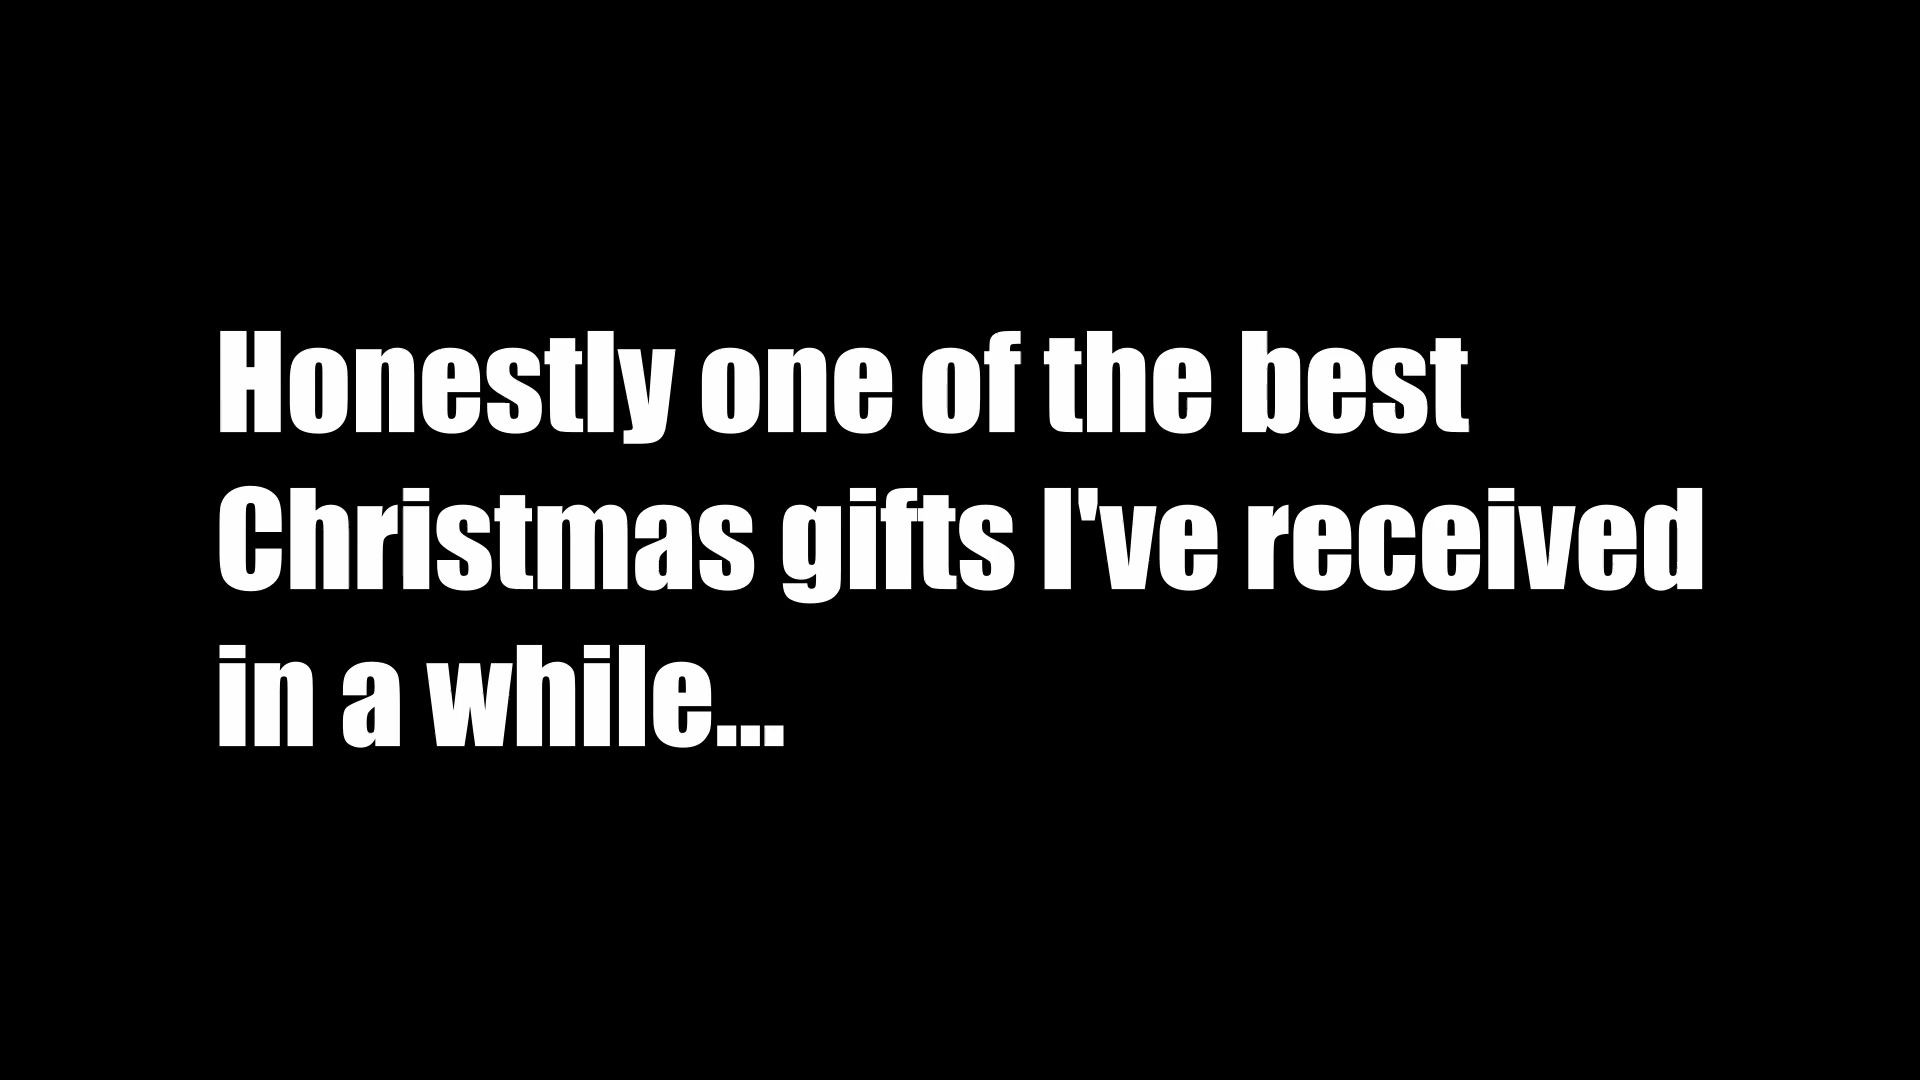 Honestly one of the best
Christmas gifts I've received
in a while...